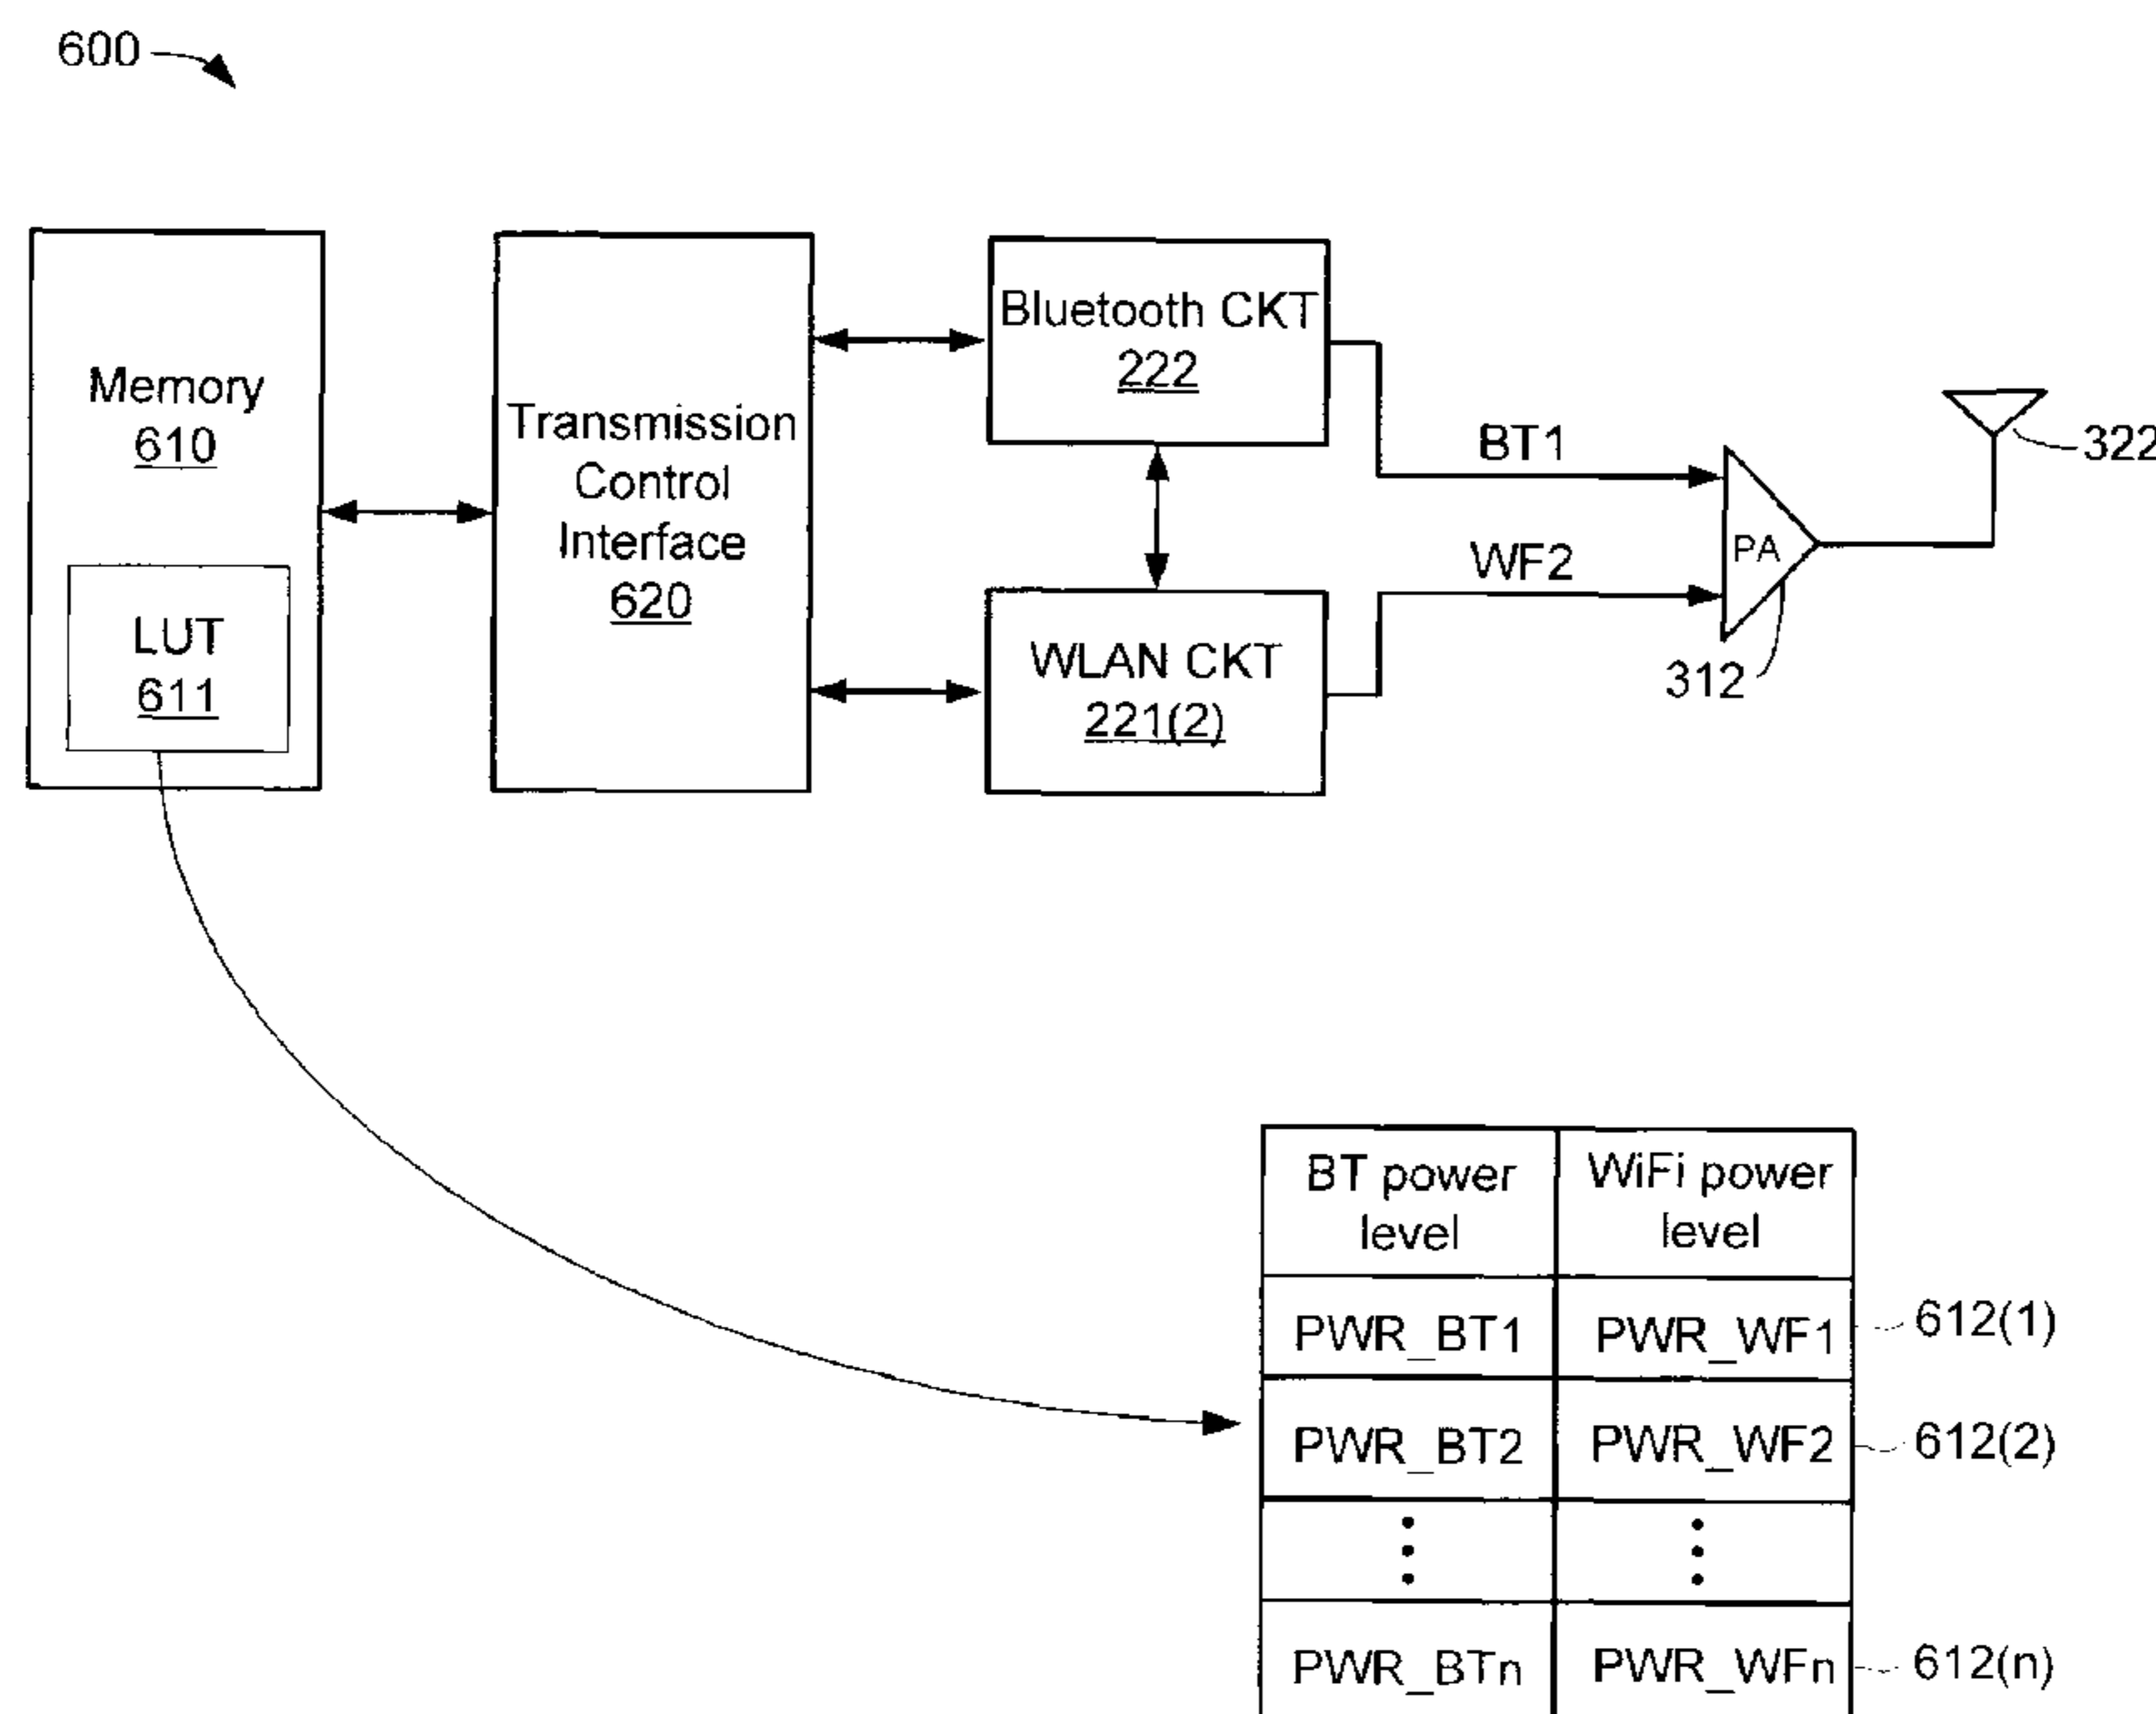 600
Memory
610
LUT
611
Transmission
Control
Interface
620
Bluetooth CKT
222
WLAN CKT
221(2)
BT1
WF2
PA
312
322
BT power
level
WiFi power
level
PWR_BT1
PWR_WF1
612(1)
PWR_BT2
PWR_WF2
612(2)
PWR_BTn
PWR_WFn
612(n)